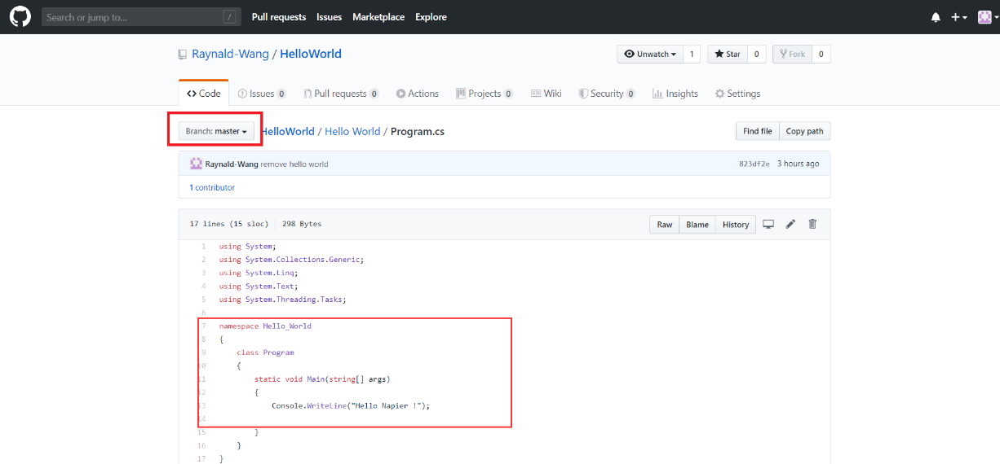 Search or jump to... /
Pull requests Issues Marketplace Explore
Raynald-Wang / HelloWorld
Unwatch 1 Star 0 Fork 0
Code Issues 0 Pull requests 0 Actions Projects 0 Wiki Security 0 Insights Settings
Branch: master HelloWorld / Hello World / Program.cs
Find file Copy path
Raynald-Wang remove hello world 823df2e 3 hours ago
1 contributor
17 lines (15 sloc) 298 Bytes Raw Blame History
1 using System;
2 using System.Collections.Generic;
3 using System.Linq;
4 using System.Text;
5 using System.Threading.Tasks;
6
7 namespace Hello_World
8 {
9 class Program
10 {
11 static void Main(string[] args)
12 {
13 Console.WriteLine("Hello Napier !");
14
15 }
16 }
17 }